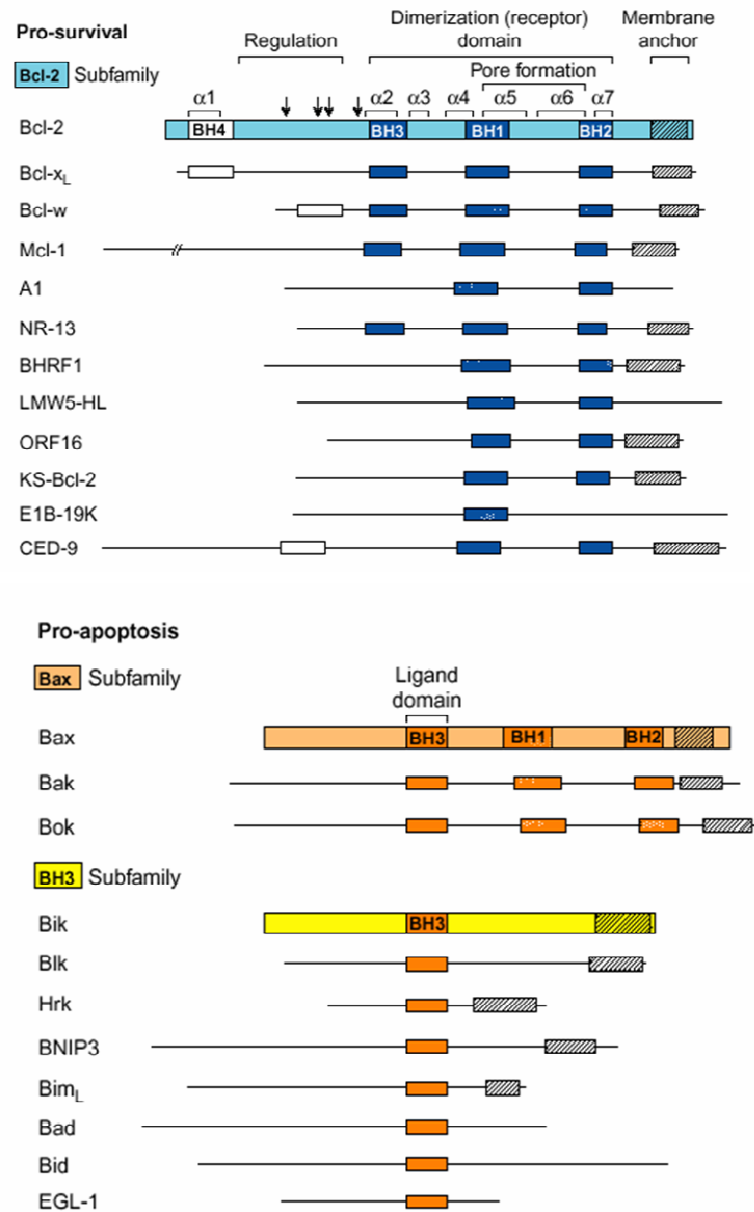 Pro-survival
Regulation
Dimerization (receptor)
domain
Membrane
anchor
Bcl-2 Subfamily
Pore formation
α1 α2 α3 α4 α5 α6 α7
Bcl-2 BH4 BH3 BH1 BH2
Bcl-xL
Bcl-w
Mcl-1
A1
NR-13
BHRF1
LMW5-HL
ORF16
KS-Bcl-2
E1B-19K
CED-9
Pro-apoptosis
Bax Subfamily
Ligand
domain
Bax BH3 BH1 BH2
Bak
Bok
BH3 Subfamily
Bik BH3
Blk
Hrk
BNIP3
BimL
Bad
Bid
EGL-1